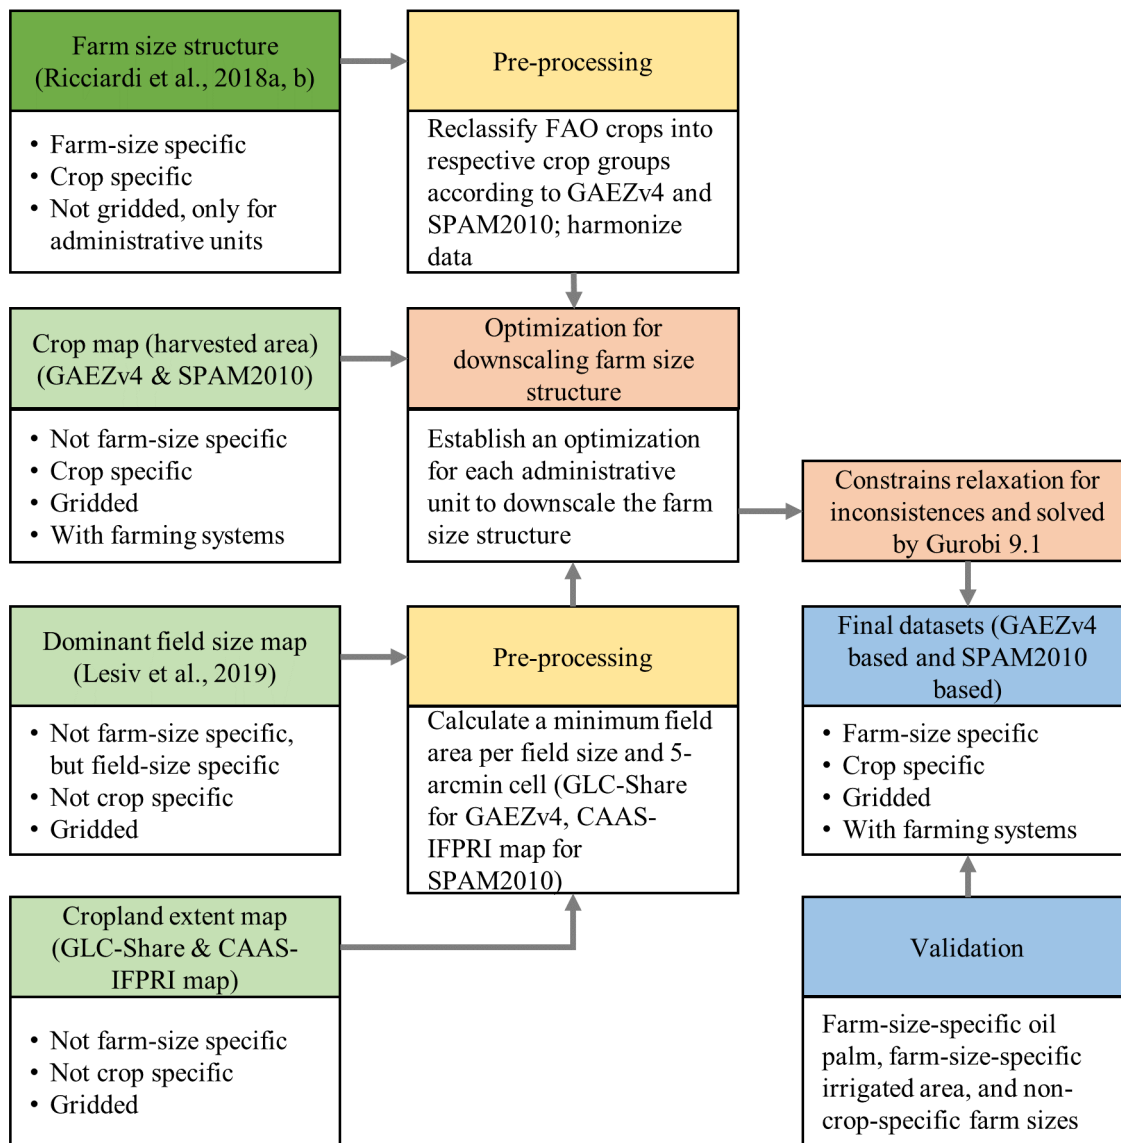 Farm size structure
(Ricciardi et al., 2018a, b)
• Farm-size specific
• Crop specific
• Not gridded, only for
administrative units
Pre-processing
Reclassify FAO crops into
respective crop groups
according to GAEZv4 and
SPAM2010; harmonize
data
Crop map (harvested area)
(GAEZv4 & SPAM2010)
• Not farm-size specific
• Crop specific
• Gridded
• With farming systems
Optimization for
downscaling farm size
structure
Establish an optimization
for each administrative
unit to downscale the farm
size structure
Constrains relaxation for
inconsistences and solved
by Gurobi 9.1
Dominant field size map
(Lesiv et al., 2019)
• Not farm-size specific,
but field-size specific
• Not crop specific
• Gridded
Pre-processing
Calculate a minimum field
area per field size and 5-
arcmin cell (GLC-Share
for GAEZv4, CAAS-
IFPRI map for
SPAM2010)
Final datasets (GAEZv4
based and SPAM2010
based)
• Farm-size specific
• Crop specific
• Gridded
• With farming systems
Cropland extent map
(GLC-Share & CAAS-
IFPRI map)
• Not farm-size specific
• Not crop specific
• Gridded
Validation
Farm-size-specific oil
palm, farm-size-specific
irrigated area, and non-
crop-specific farm sizes